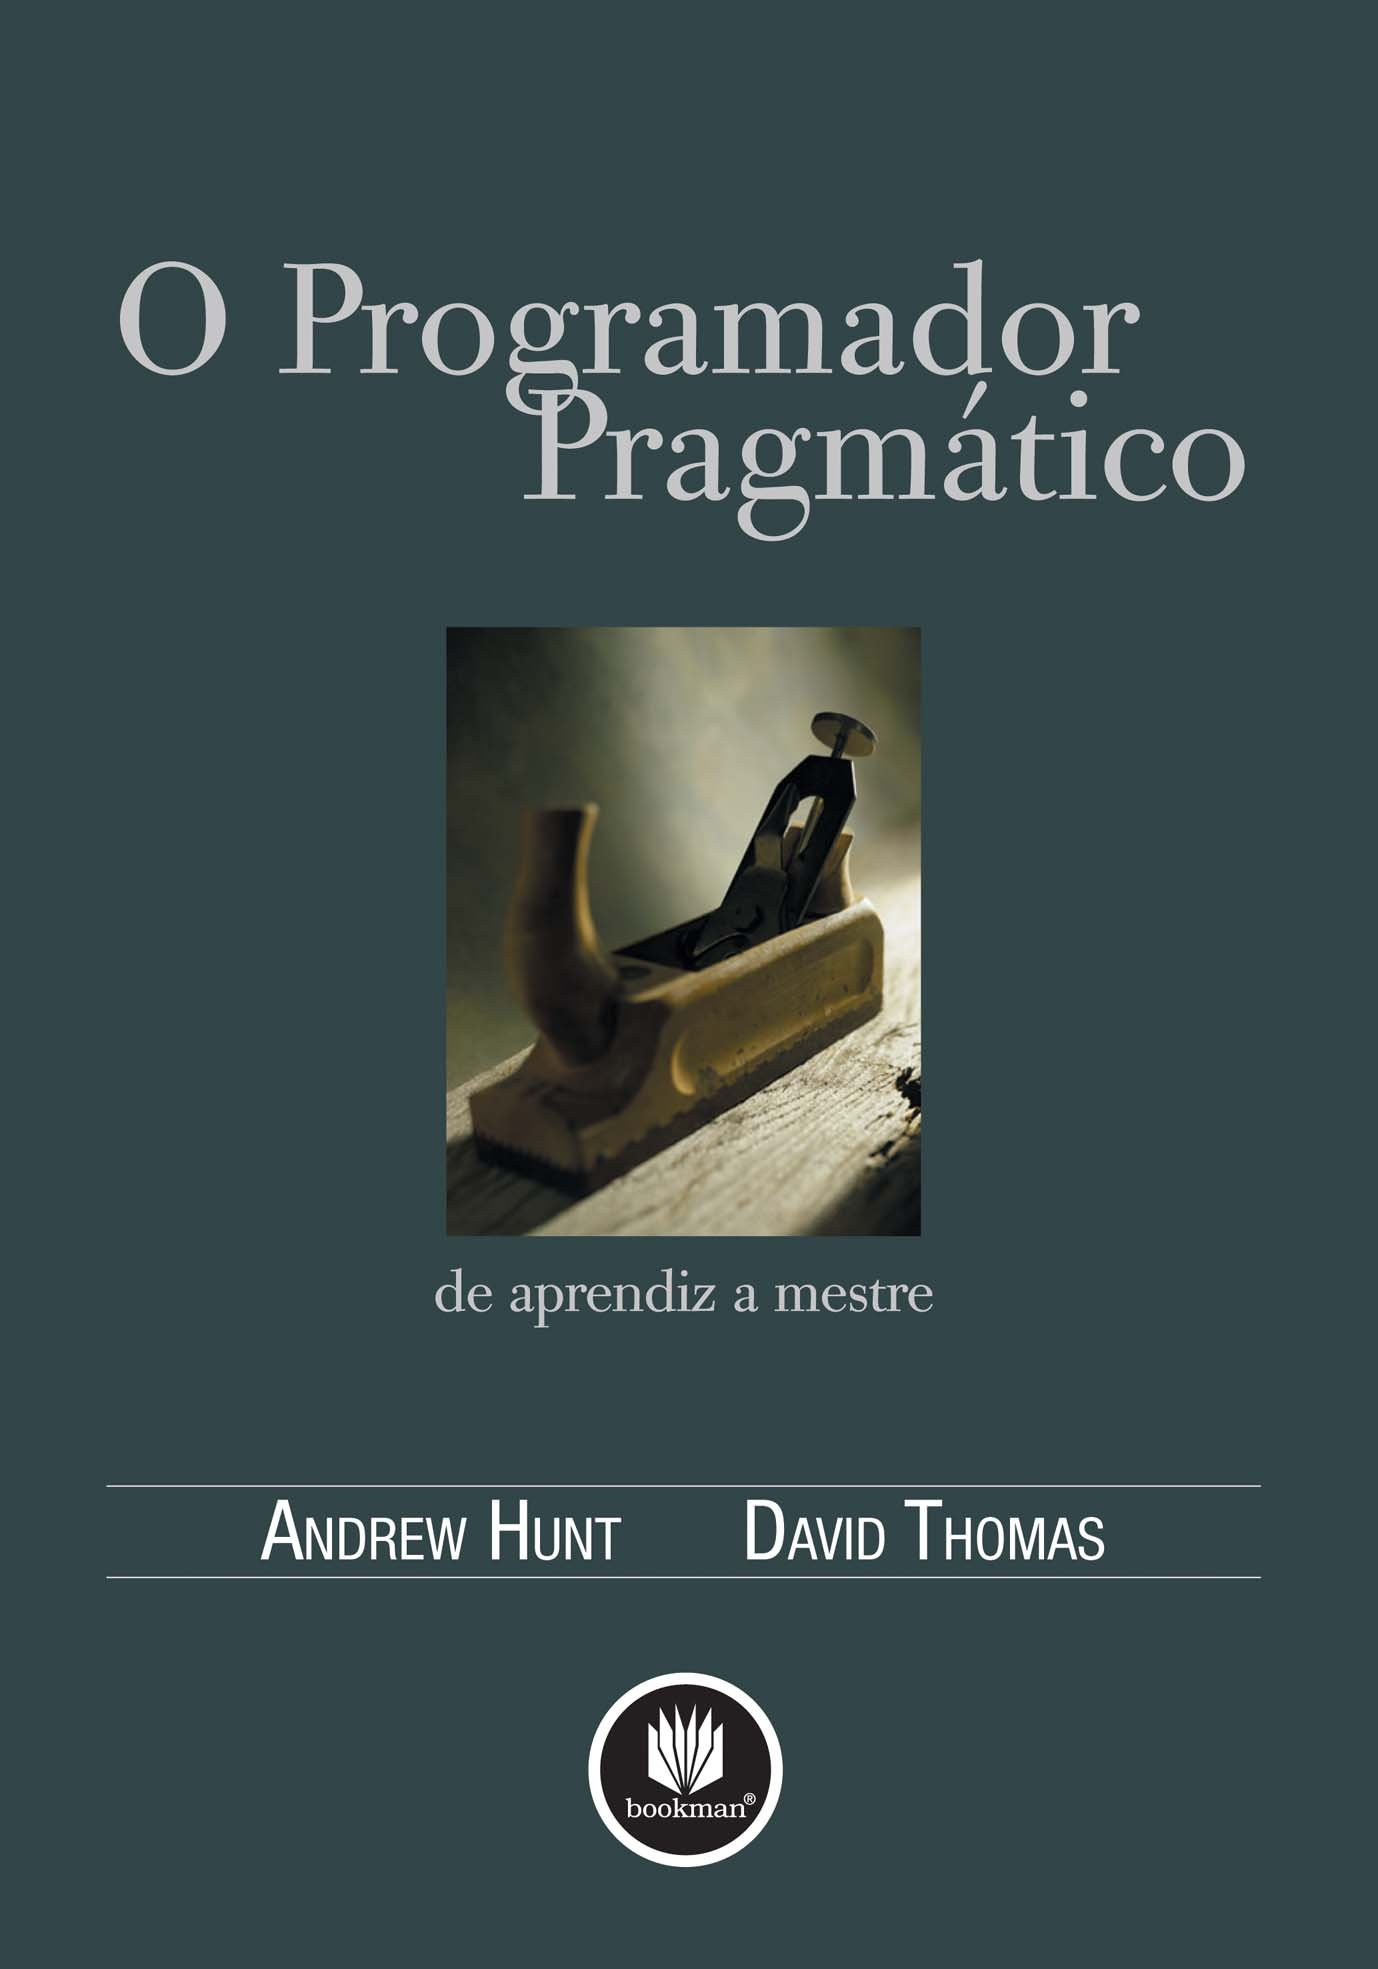 O Programador
Pragmático
de aprendiz a mestre
ANDREW HUNT DAVID THOMAS
bookman®